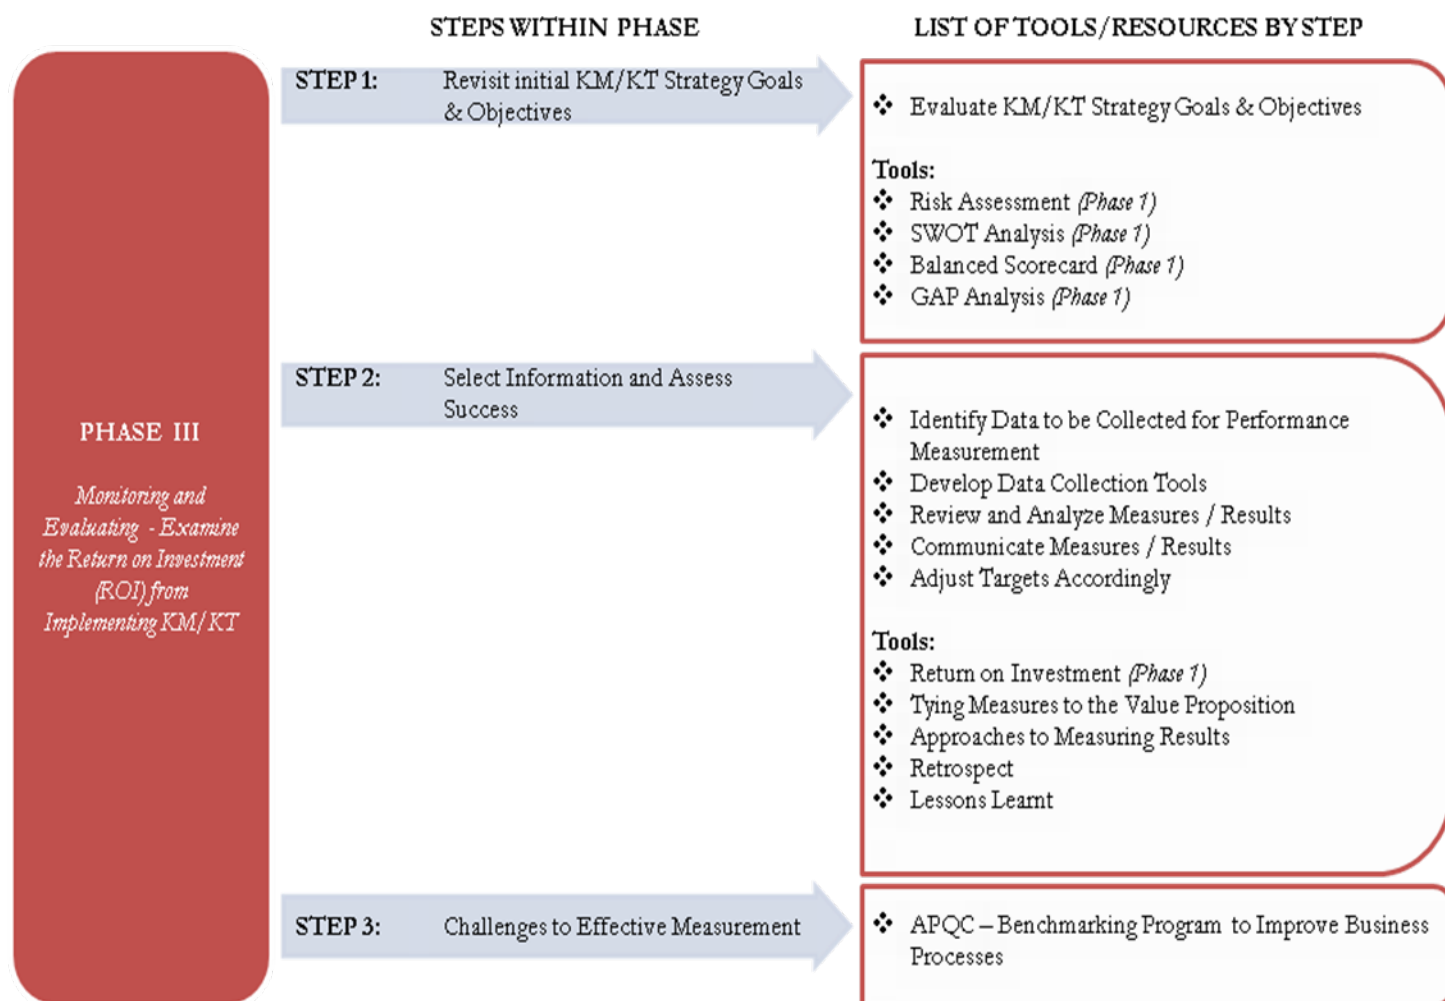 STEPS WITHIN PHASE
LIST OF TOOLS/RESOURCES BY STEP
PHASE III
Monitoring and
Evaluating - Examine
the Return on Investment
(ROI) from
Implementing KM/KT
STEP 1:
Revisit initial KM/KT Strategy Goals
& Objectives
❖ Evaluate KM/KT Strategy Goals & Objectives
Tools:
❖ Risk Assessment (Phase 1)
❖ SWOT Analysis (Phase 1)
❖ Balanced Scorecard (Phase 1)
❖ GAP Analysis (Phase 1)
STEP 2:
Select Information and Assess
Success
❖ Identify Data to be Collected for Performance
Measurement
❖ Develop Data Collection Tools
❖ Review and Analyze Measures / Results
❖ Communicate Measures / Results
❖ Adjust Targets Accordingly
Tools:
❖ Return on Investment (Phase 1)
❖ Tying Measures to the Value Proposition
❖ Approaches to Measuring Results
❖ Retrospect
❖ Lessons Learnt
STEP 3:
Challenges to Effective Measurement
❖ APQC – Benchmarking Program to Improve Business
Processes